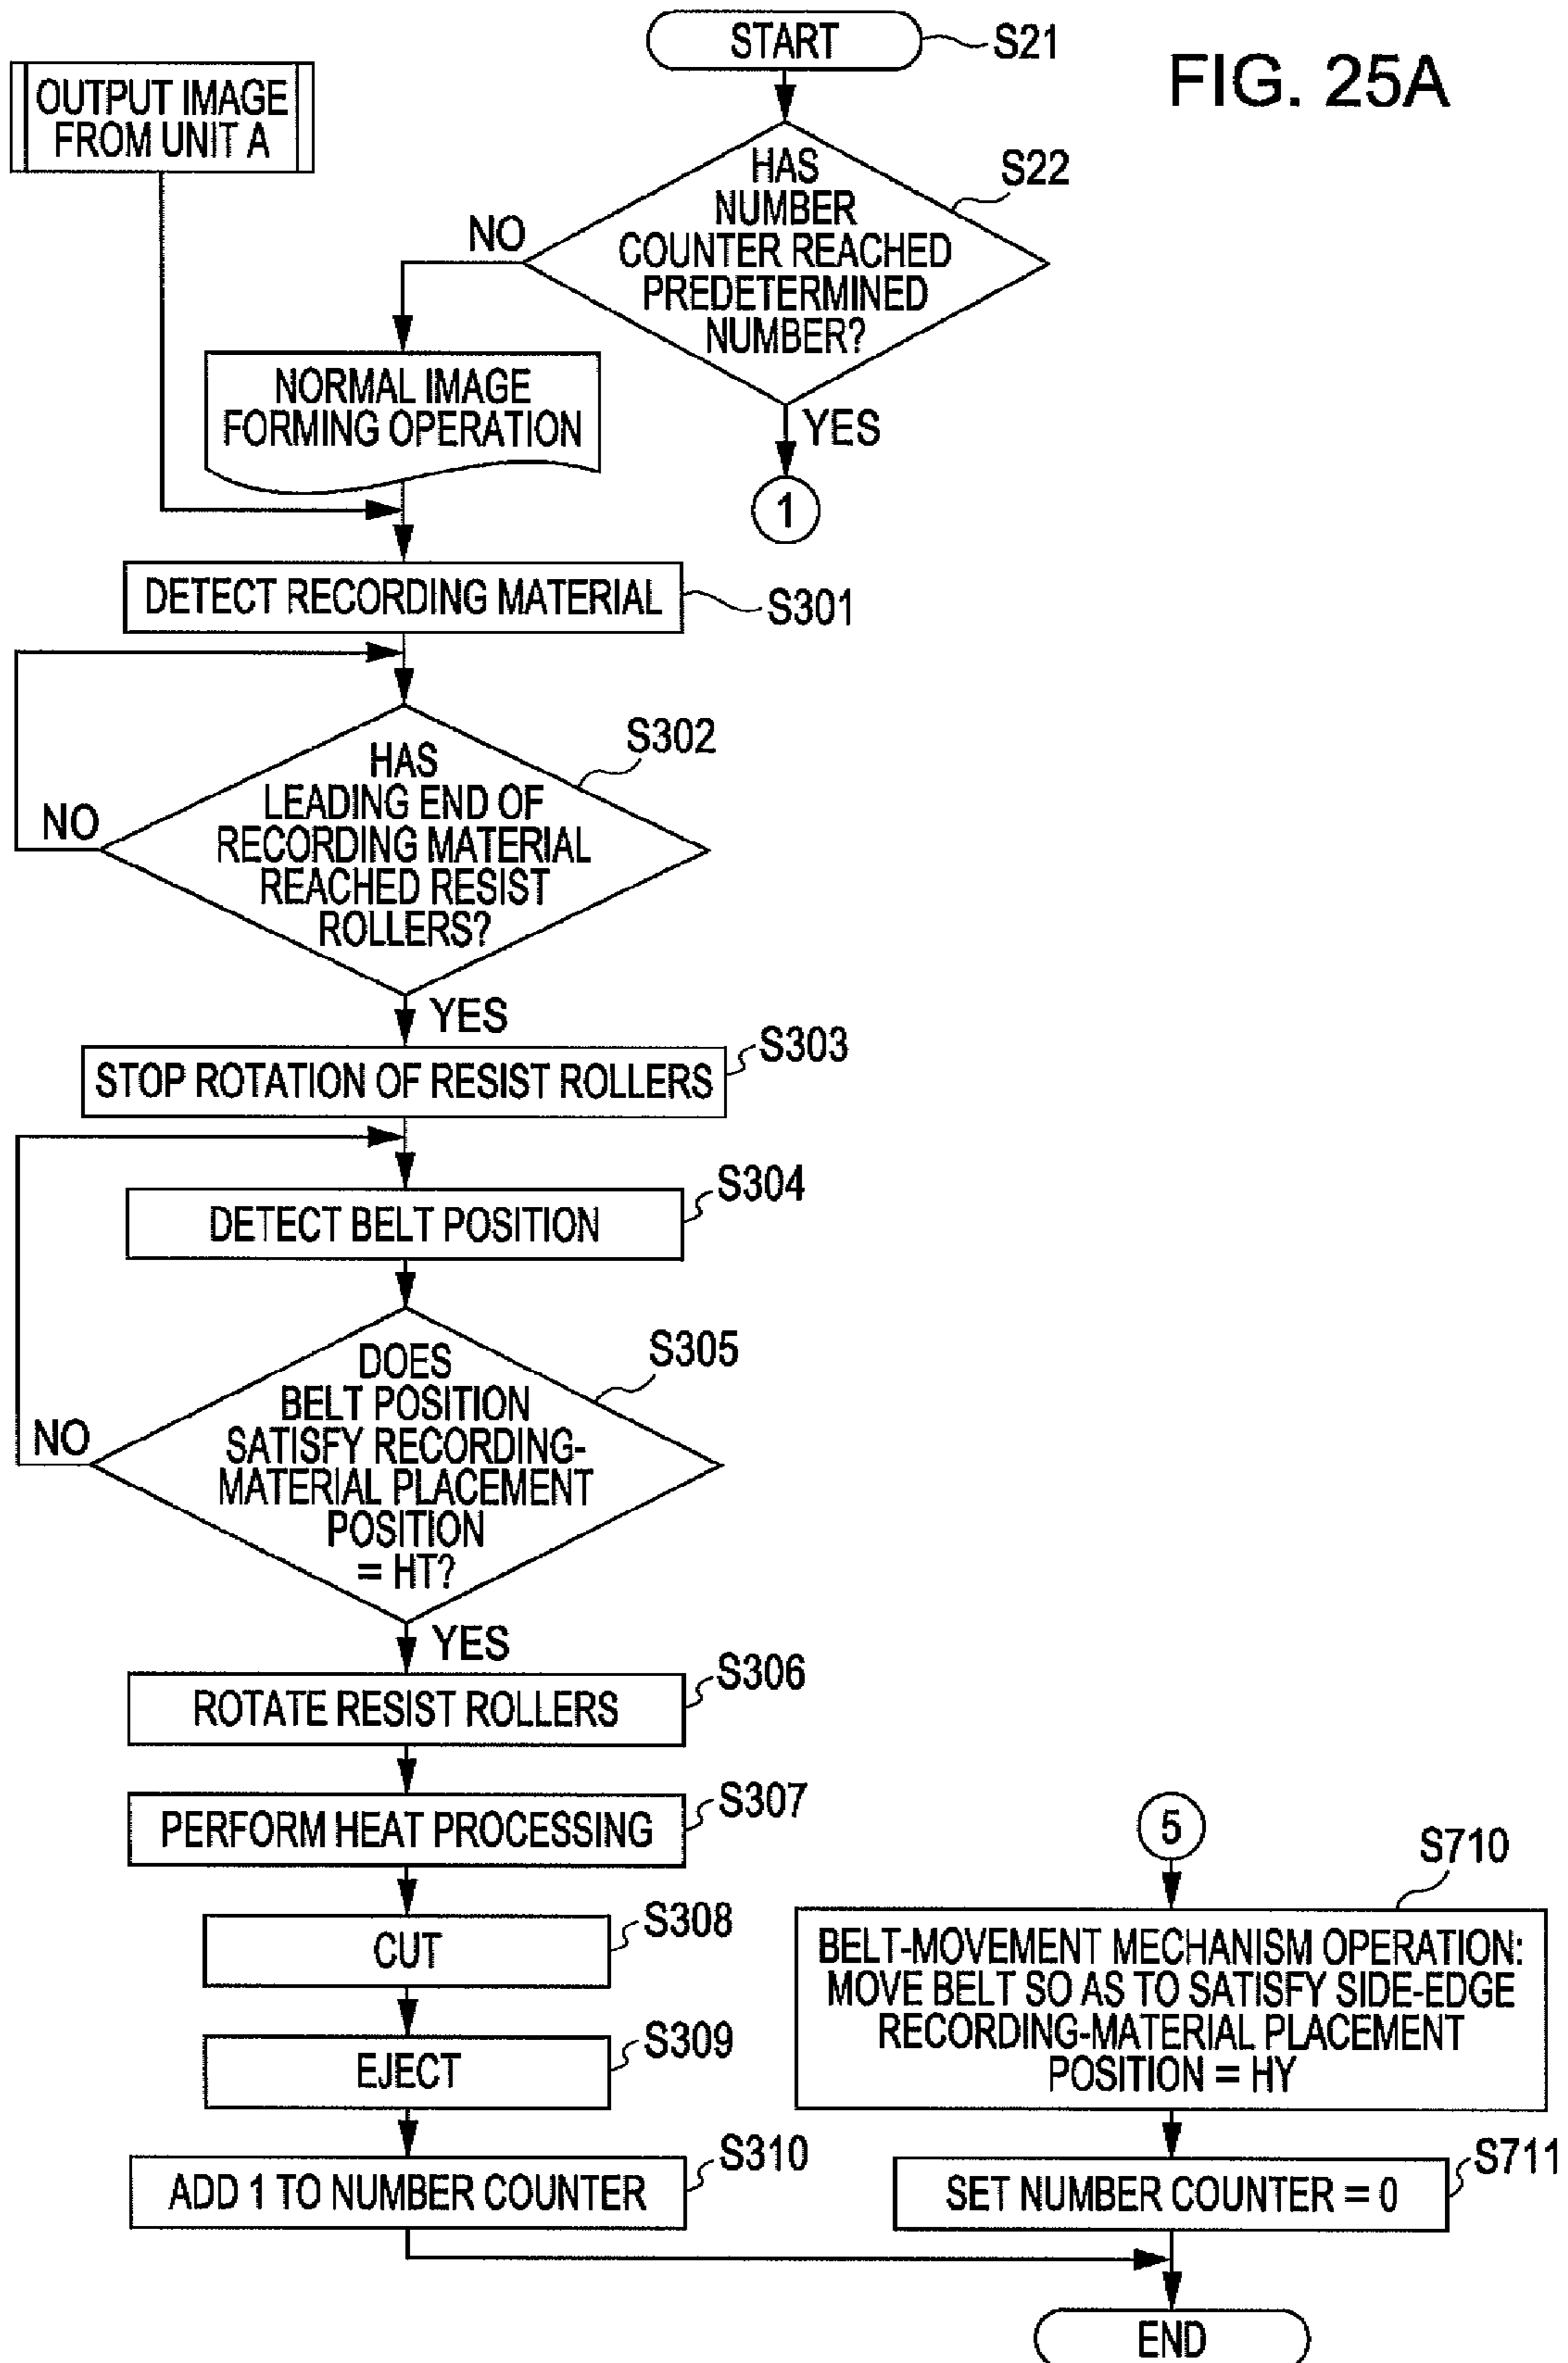 START
S21
FIG. 25A
OUTPUT IMAGE
FROM UNIT A
HAS
NUMBER
COUNTER REACHED
PREDETERMINED
NUMBER?
S22
NO
YES
1
NORMAL IMAGE
FORMING OPERATION
DETECT RECORDING MATERIAL
S301
HAS
LEADING END OF
RECORDING MATERIAL
REACHED RESIST
ROLLERS?
S302
NO
YES
STOP ROTATION OF RESIST ROLLERS
S303
DETECT BELT POSITION
S304
DOES
BELT POSITION
SATISFY RECORDING-
MATERIAL PLACEMENT
POSITION
= HT?
S305
NO
YES
ROTATE RESIST ROLLERS
S306
PERFORM HEAT PROCESSING
S307
CUT
S308
EJECT
S309
ADD 1 TO NUMBER COUNTER
S310
5
S710
BELT-MOVEMENT MECHANISM OPERATION:
MOVE BELT SO AS TO SATISFY SIDE-EDGE
RECORDING-MATERIAL PLACEMENT
POSITION = HY
SET NUMBER COUNTER = 0
S711
END